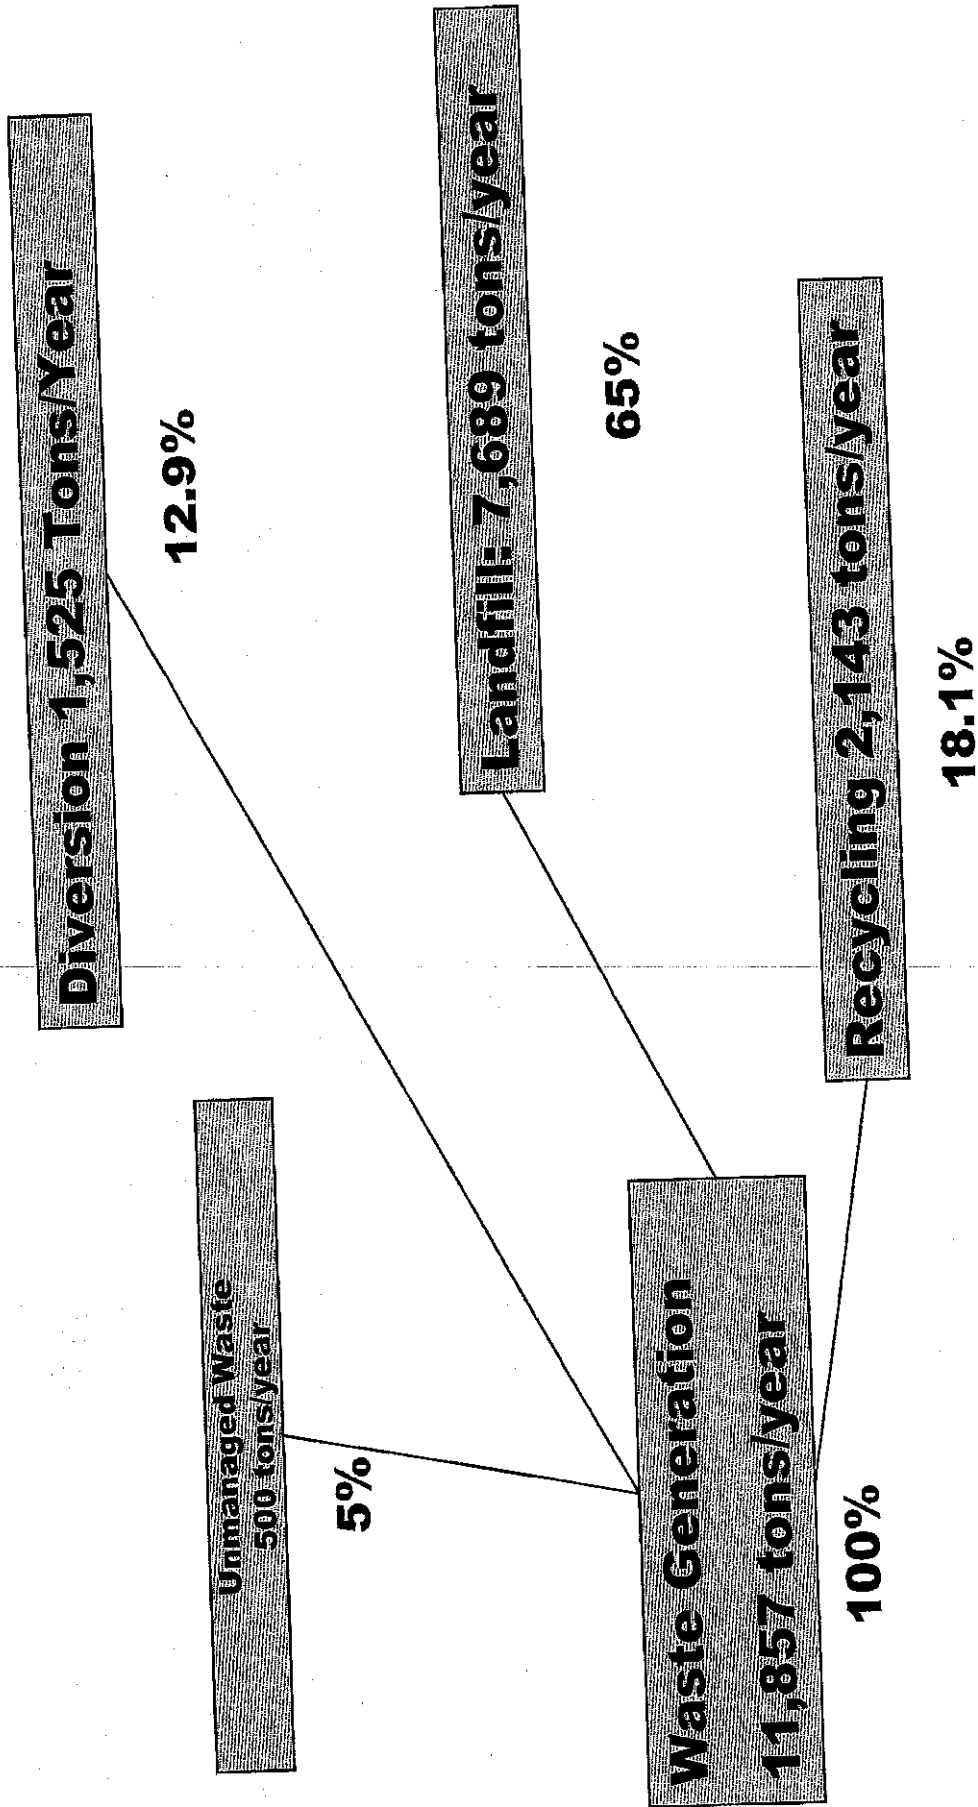 Diversion 1,525 Tons/Year
12.9%
Unmanaged Waste
500 tons/year
5%
Landfill: 7,689 tons/year
65%
Waste Generation
11,857 tons/year
100%
Recycling 2,143 tons/year
18.1%